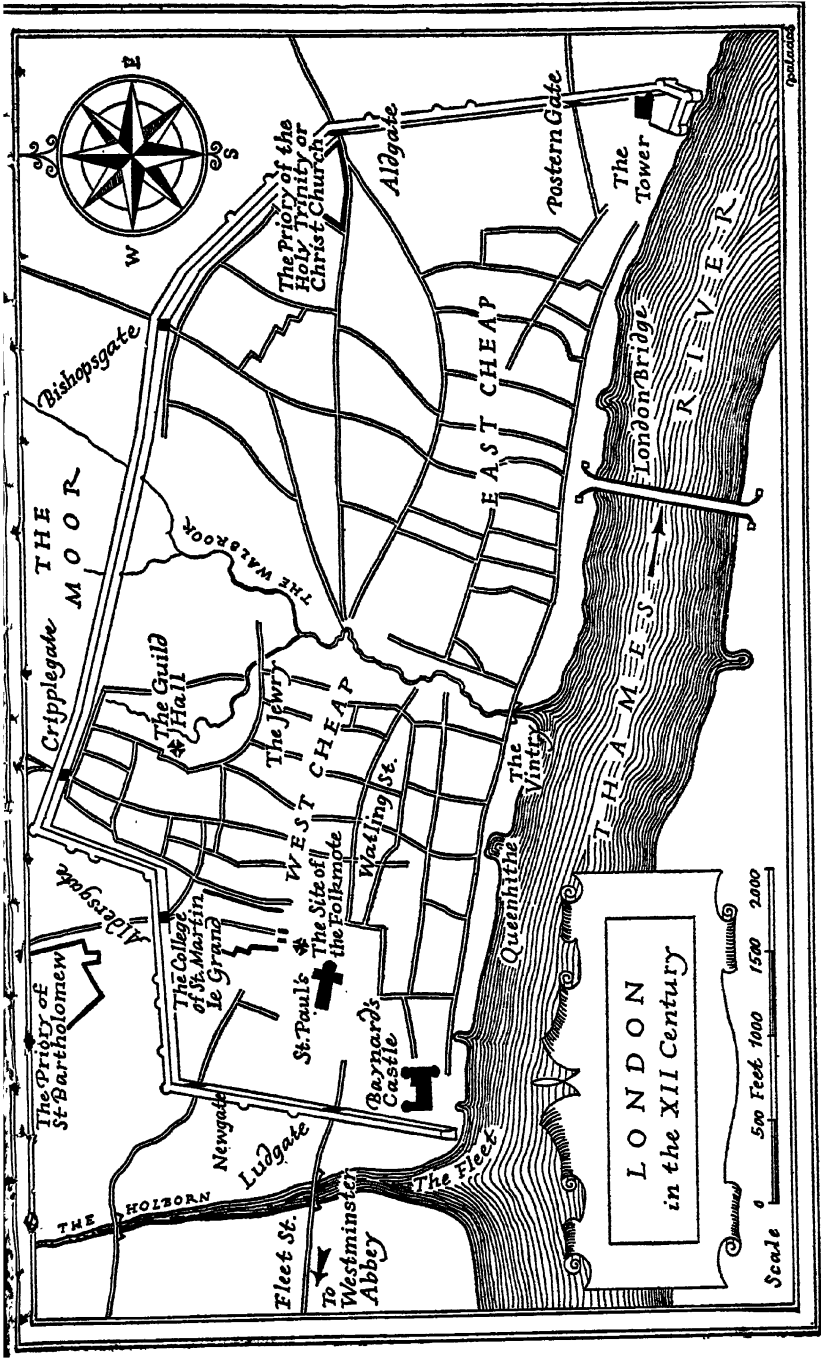 E
S
W
THE
MOOR
Bishopsgate
Cripplegate
Aldersgate
The Priory of
St Bartholomew
THE HOLBORN
Newgate
Ludgate
Fleet St.
To
Westminster
Abbey
The Fleet
The College
of St. Martin
le Grand
St. Paul's
The Site of
the Folkmote
Baynard's
Castle
The Guild
Hall
The Jewry
WEST CHEAP
Watling St.
THE WALBROOK
The Priory of the
Holy Trinity or
Christ Church
Aldgate
Postern Gate
The
Tower
EAST CHEAP
The
Vintry
Queenhithe
London Bridge
THAMES RIVER
LONDON
in the XII Century
Scale 0 500 Feet 1000 1500 2000